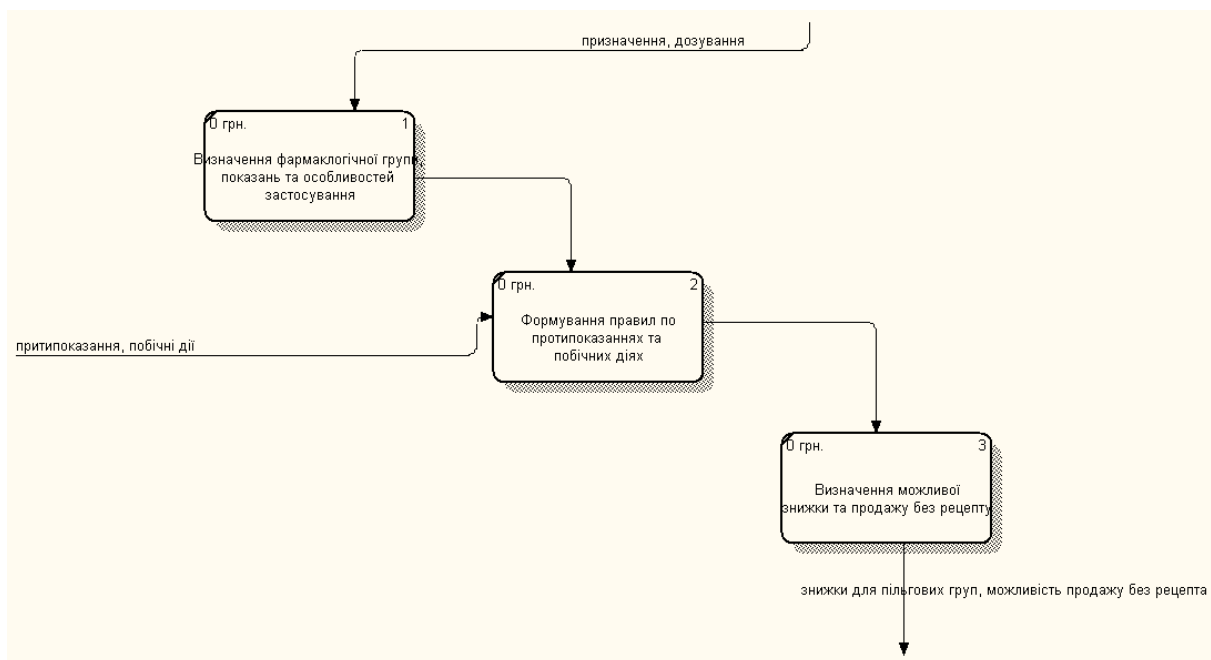 призначення, дозування
0 грн. 1
Визначення фармаклогічної групи,
показань та особливостей
застосування
0 грн. 2
Формування правил по
протипоказаннях та
побічних діях
притипоказання, побічні дії
0 грн. 3
Визначення можливої
знижки та продажу без рецепту
знижки для пільгових груп, можливість продажу без рецепта